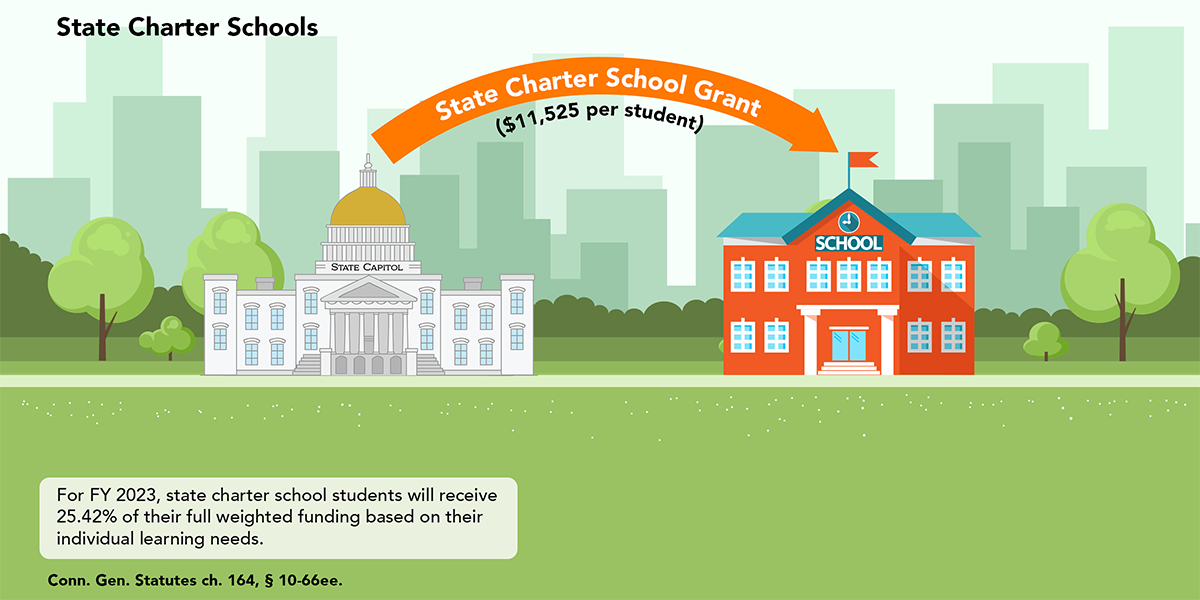 State Charter Schools
State Charter School Grant
($11,525 per student)
STATE CAPITOL
SCHOOL
For FY 2023, state charter school students will receive
25.42% of their full weighted funding based on their
individual learning needs.
Conn. Gen. Statutes ch. 164, § 10-66ee.